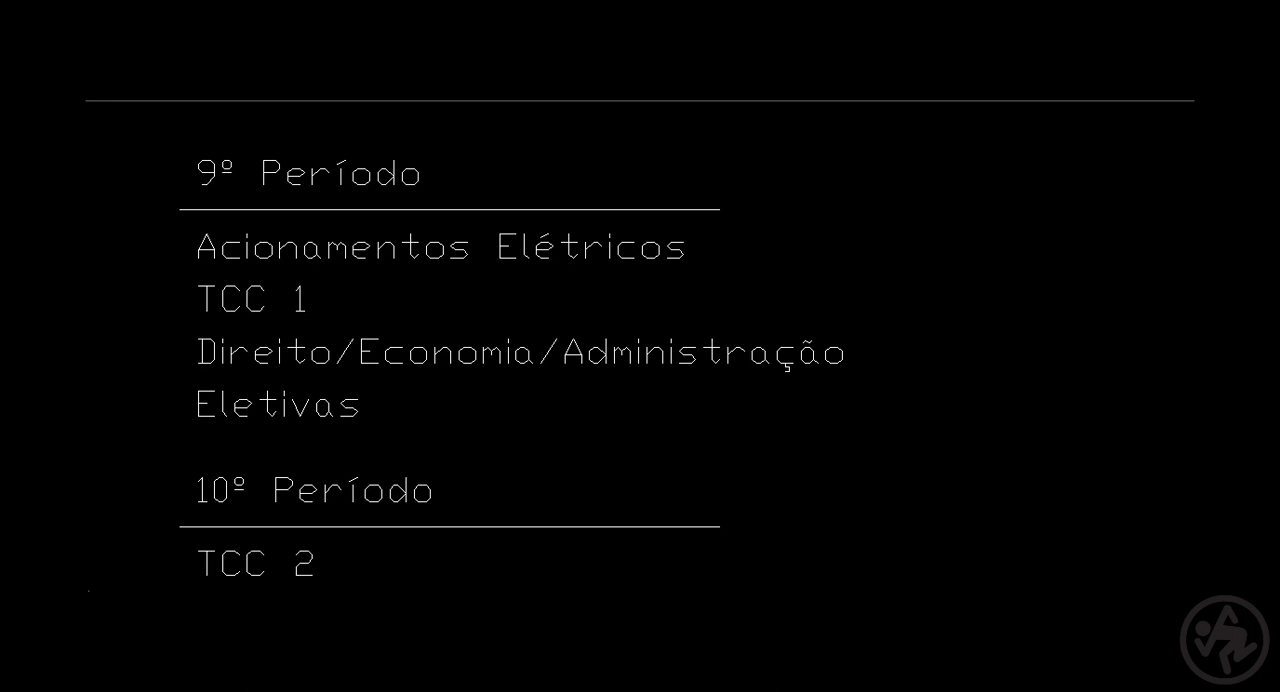 9º Período
Acionamentos Elétricos
TCC 1
Direito/Economia/Administração
Eletivas
10º Período
TCC 2